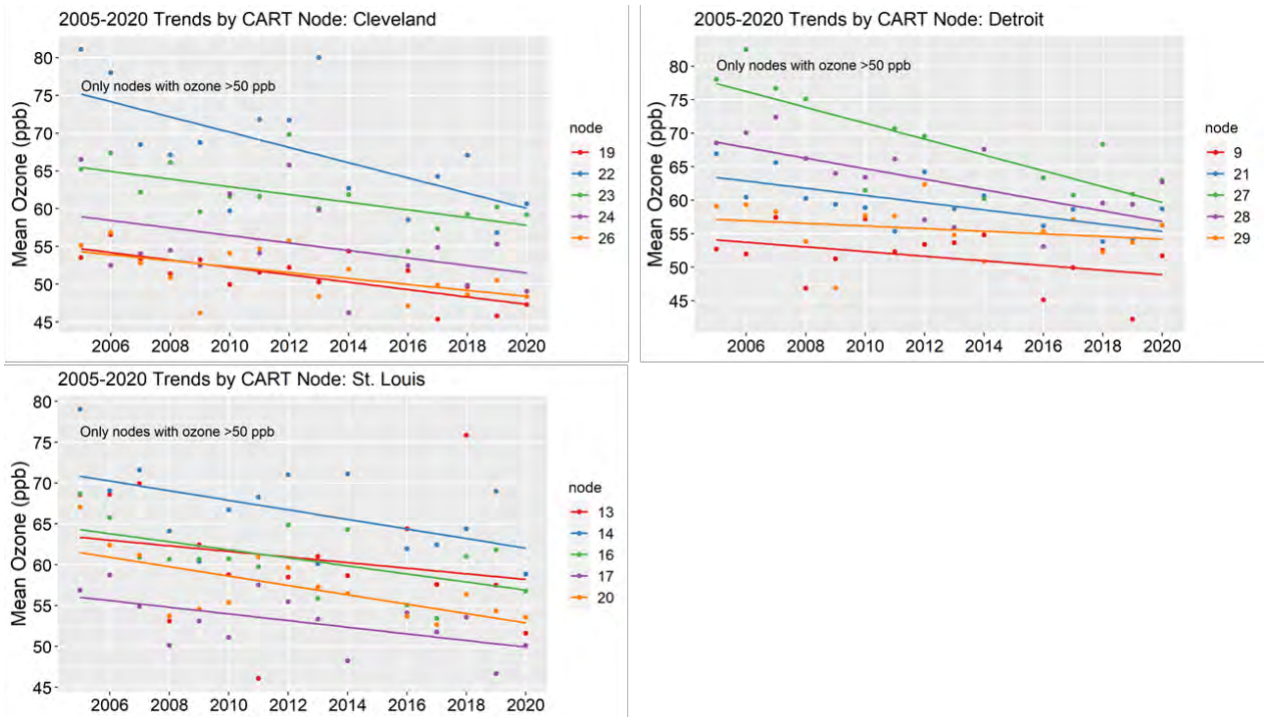 2005-2020 Trends by CART Node: Cleveland
Mean Ozone (ppb)
80
75
70
65
60
55
50
45
Only nodes with ozone >50 ppb
2006 2008 2010 2012 2014 2016 2018 2020
node
19
22
23
24
26
2005-2020 Trends by CART Node: Detroit
Mean Ozone (ppb)
80
75
70
65
60
55
50
45
Only nodes with ozone >50 ppb
2006 2008 2010 2012 2014 2016 2018 2020
node
9
21
27
28
29
2005-2020 Trends by CART Node: St. Louis
Mean Ozone (ppb)
80
75
70
65
60
55
50
45
Only nodes with ozone >50 ppb
2006 2008 2010 2012 2014 2016 2018 2020
node
13
14
16
17
20